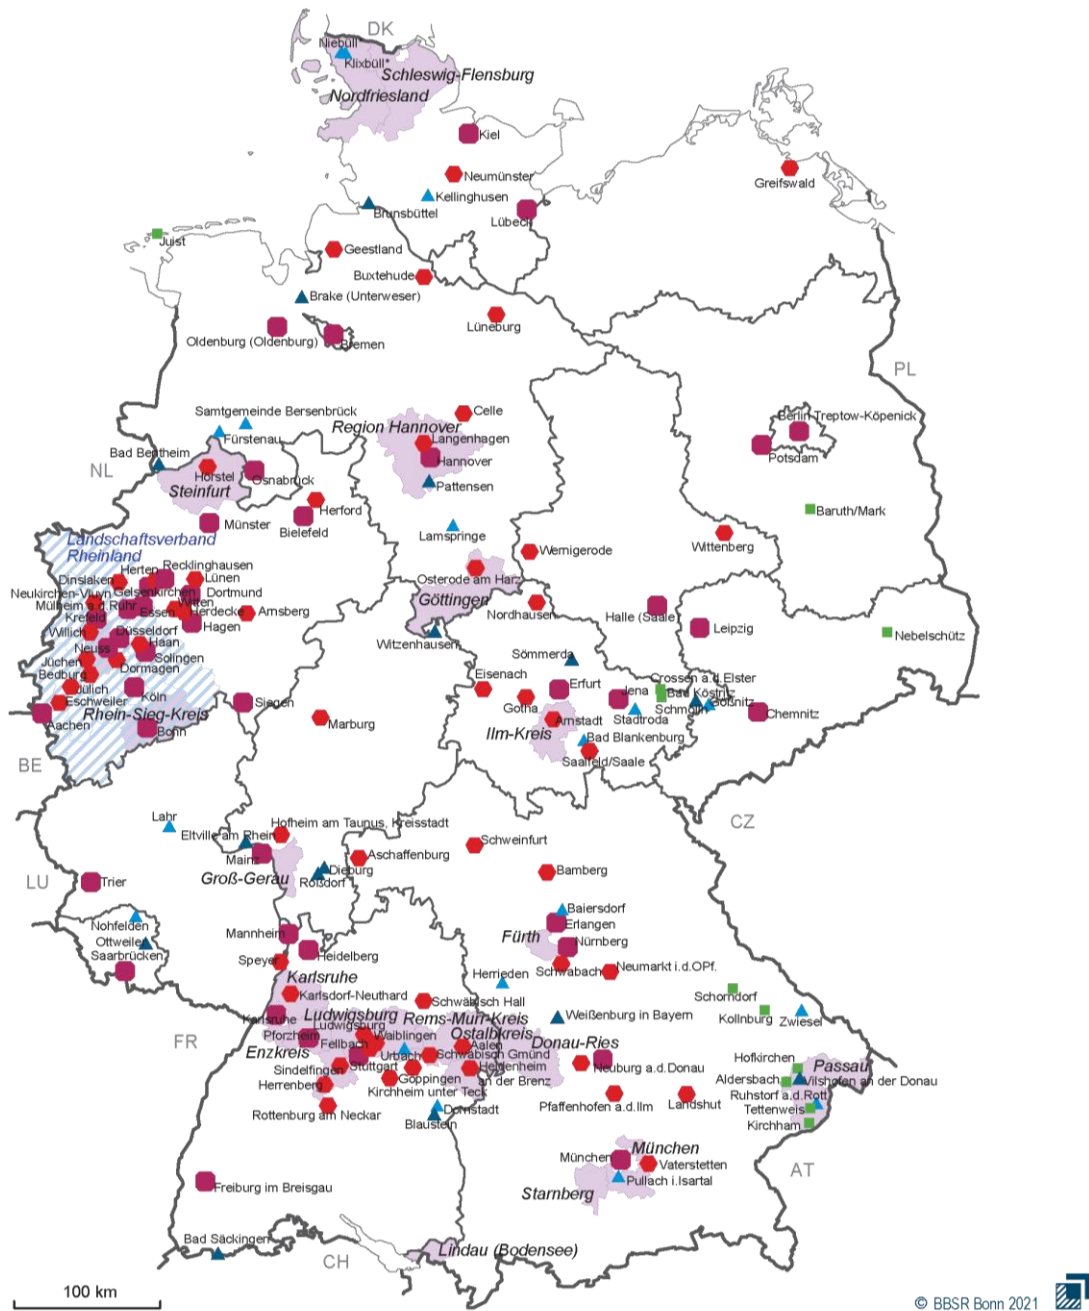 DK
Niebüll*
Klixbüll*
Schleswig-Flensburg
Nordfriesland
Kiel
Neumünster
Greifswald
Kellinghusen
Brunsbüttel
Lübeck
Juist
Geestland
Buxtehude
Brake (Unterweser)
Lüneburg
Oldenburg (Oldenburg)
Bremen
PL
Samtgemeinde Bersenbrück
Celle
Berlin Treptow-Köpenick
Region Hannover
Fürstenau
Langenhagen
Bad Bentheim
Hannover
Potsdam
NL
Hörstel
Osnabrück
Steinfurt
Pattensen
Herford
Baruth/Mark
Münster
Bielefeld
Lamspringe
Wittenberg
Landschaftsverband
Rheinland
Wernigerode
Herten
Recklinghausen
Dinslaken
Lünen
Osterode am Harz
Neukirchen-Vluyn
Gelsenkirchen
Dortmund
Göttingen
Mülheim a.d.Ruhr
Witten
Essen
Herdecke
Arnsberg
Nordhausen
Halle (Saale)
Krefeld
Hagen
Leipzig
Willich
Düsseldorf
Nebelschütz
Witzenhausen
Haan
Neuss
Solingen
Sömmerda
Jüchen
Dormagen
Bedburg
Eisenach
Erfurt
Crossen a.d.Elster
Jülich
Köln
Jena
Bad Köstritz
Eschweiler
Siegen
Gotha
Schmölln
Gößnitz
Rhein-Sieg-Kreis
Marburg
Arnstadt
Stadtroda
Chemnitz
Aachen
Bonn
Ilm-Kreis
Bad Blankenburg
Saalfeld/Saale
BE
CZ
Lahr
Hofheim am Taunus, Kreisstadt
Eltville am Rhein
Schweinfurt
Mainz
Aschaffenburg
Dieburg
Bamberg
LU
Trier
Groß-Gerau
Roßdorf
Baiersdorf
Nohfelden
Erlangen
Mannheim
Fürth
Ottweiler
Nürnberg
Saarbrücken
Heidelberg
Speyer
Schwabach
Neumarkt i.d.OPf.
Karlsruhe
Herrieden
Karlsdorf-Neuthard
Schwäbisch Hall
Schorndorf
Karlsruhe
Ludwigsburg
Rems-Murr-Kreis
Weißenburg in Bayern
Kollnburg
Zwiesel
Ludwigsburg
Ostalbkreis
FR
Pforzheim
Waiblingen
Fellbach
Aalen
Donau-Ries
Enzkreis
Urbach
Schwäbisch Gmünd
Hofkirchen
Passau
Sindelfingen
Stuttgart
Heidenheim
an der Brenz
Neuburg a.d.Donau
Aldersbach
Vilshofen an der Donau
Göppingen
Herrenberg
Kirchheim unter Teck
Ruhstorf a.d.Rott
Rottenburg am Neckar
Dornstadt
Pfaffenhofen a.d.Ilm
Landshut
Tettenweis
Blaustein
Kirchham
München
München
Vaterstetten
AT
Freiburg im Breisgau
Pullach i.Isartal
Starnberg
Bad Säckingen
Lindau (Bodensee)
CH
100 km
© BBSR Bonn 2021